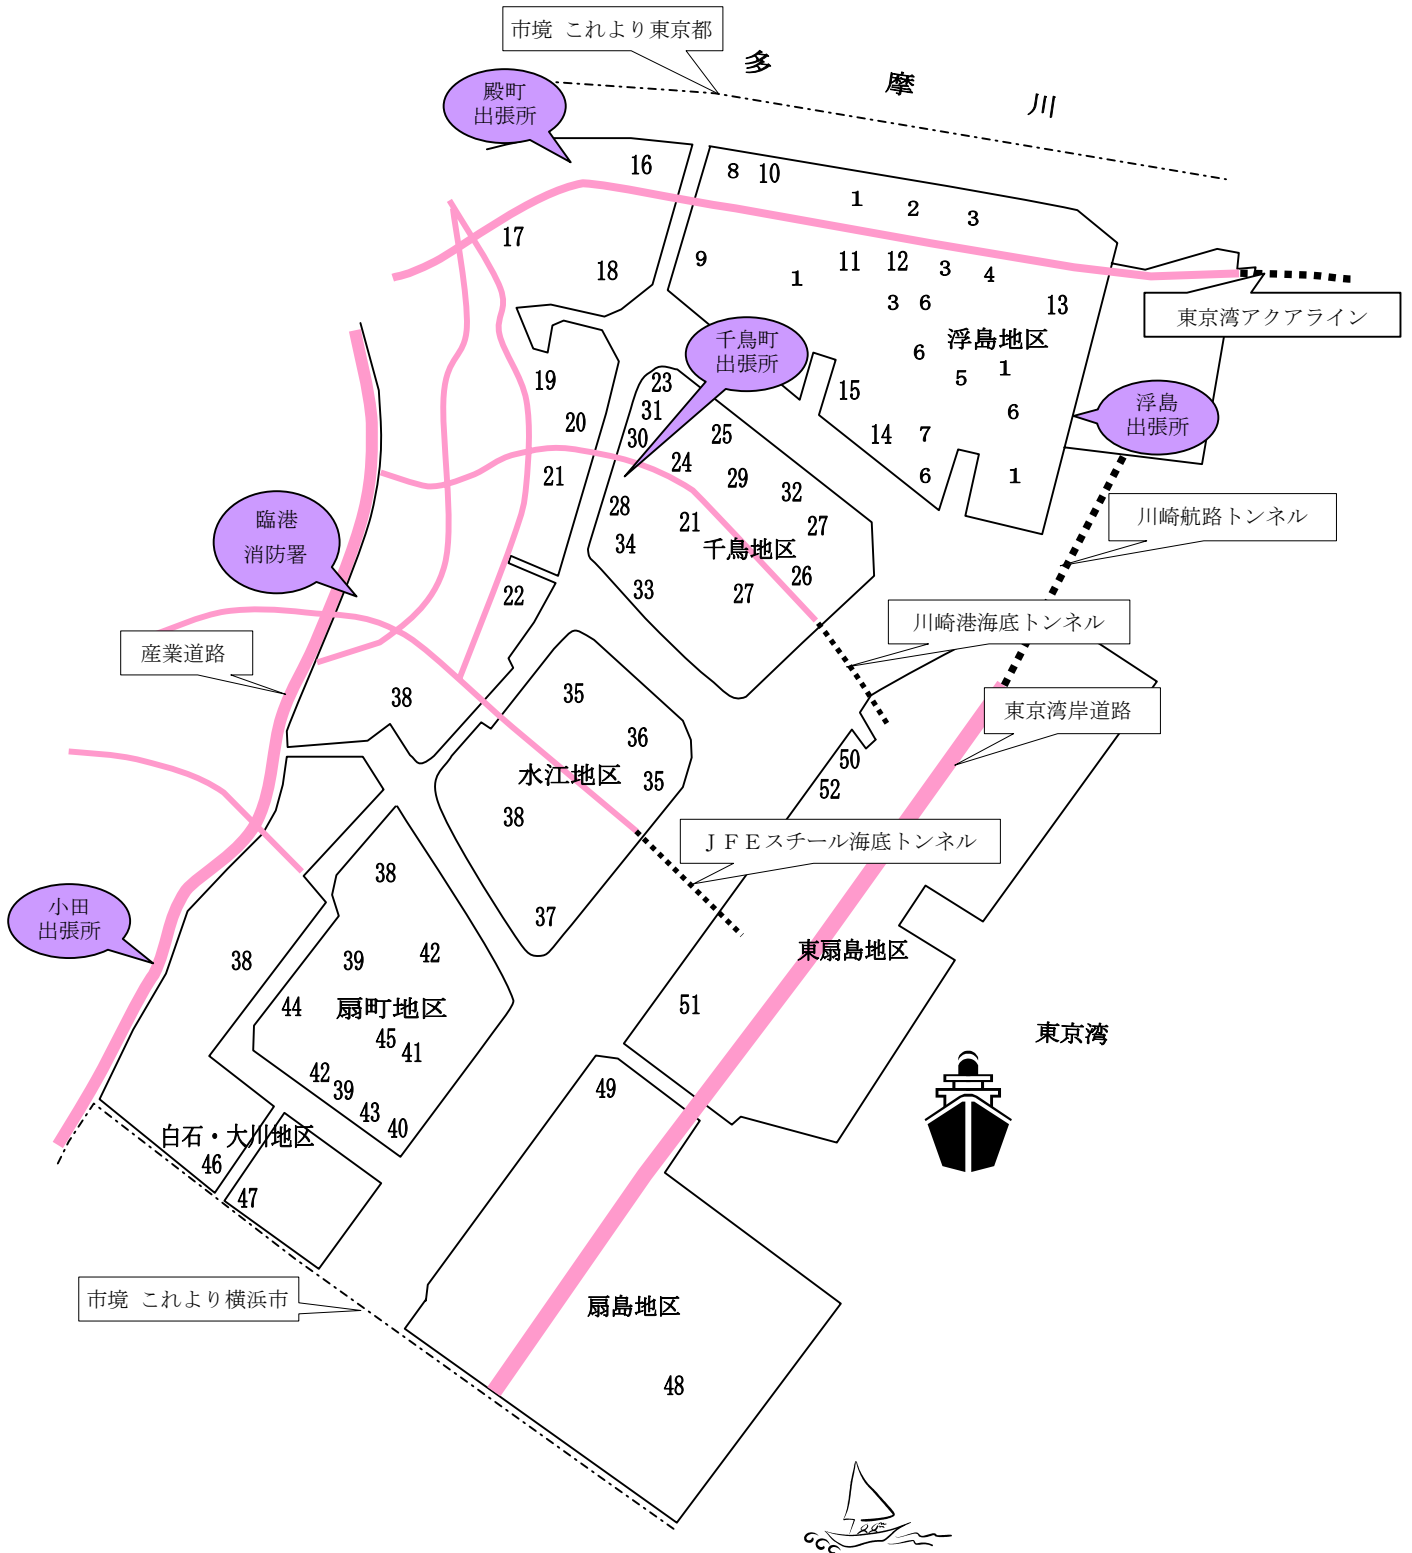 市境 これより東京都
多 摩 川
殿町
出張所
16
8
10
1
2
3
17
18
9
1
11
12
3
4
3
6
13
東京湾アクアライン
浮島地区
千鳥町
出張所
6
5
1
6
15
14
7
6
1
浮島
出張所
19
20
21
23
31
30
25
24
29
32
28
21
27
34
千鳥地区
33
27
26
川崎航路トンネル
臨港
消防署
22
川崎港海底トンネル
産業道路
38
35
36
水江地区
35
38
37
東京湾岸道路
50
52
JFEスチール海底トンネル
38
小田
出張所
38
39
42
44
扇町地区
45
41
42
39
43
40
東扇島地区
51
東京湾
49
白石・大川地区
46
47
市境 これより横浜市
扇島地区
48